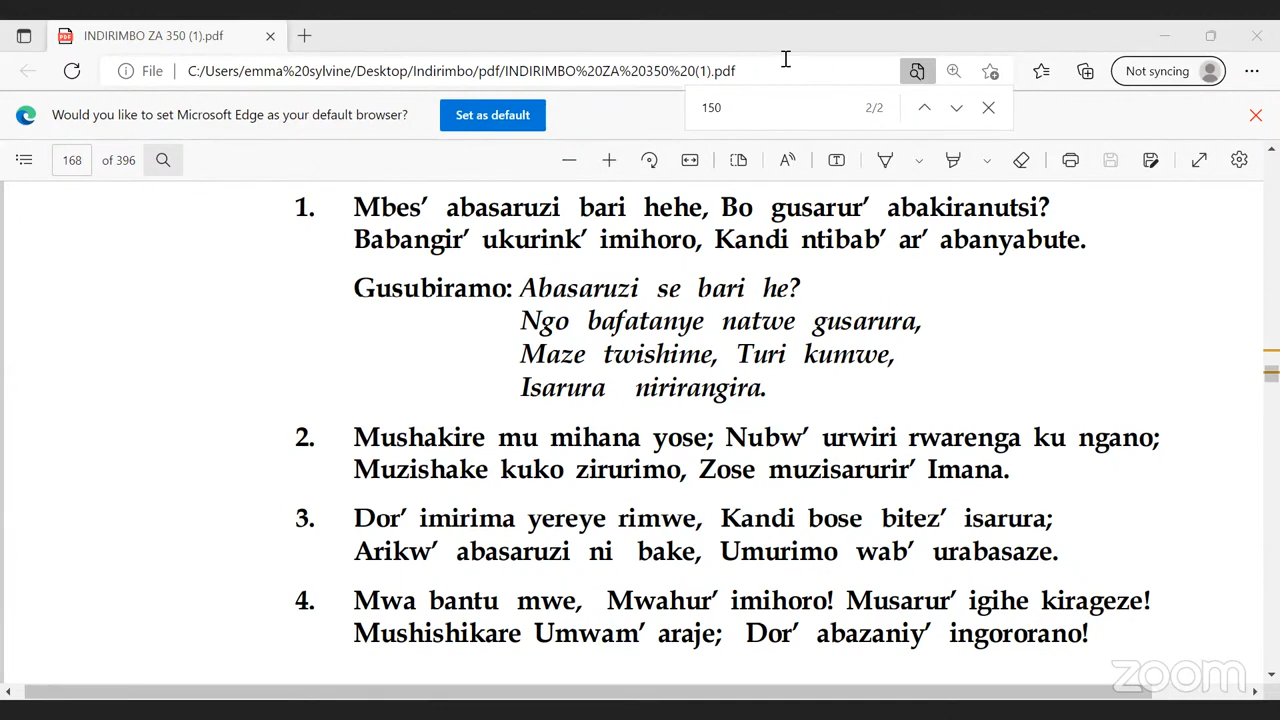 INDIRIMBO ZA 350 (1).pdf
File C:/Users/emma%20sylvine/Desktop/Indirimbo/pdf/INDIRIMBO%20ZA%20350%20(1).pdf Not syncing
Would you like to set Microsoft Edge as your default browser? Set as default 150 2/2
168 of 396
1. Mbes’ abasaruzi bari hehe, Bo gusarur’ abakiranutsi?
Babangir’ ukurink’ imihoro, Kandi ntibab’ ar’ abanyabute.
Gusubiramo: Abasaruzi se bari he?
Ngo bafatanye natwe gusarura,
Maze twishime, Turi kumwe,
Isarura nirirangira.
2. Mushakire mu mihana yose; Nubw’ urwiri rwarenga ku ngano;
Muzishake kuko zirurimo, Zose muzisarurir’ Imana.
3. Dor’ imirima yereye rimwe, Kandi bose bitez’ isarura;
Arikw’ abasaruzi ni bake, Umurimo wab’ urabasaze.
4. Mwa bantu mwe, Mwahur’ imihoro! Musarur’ igihe kirageze!
Mushishikare Umwam’ araje; Dor’ abazaniy’ ingororano!
zoom